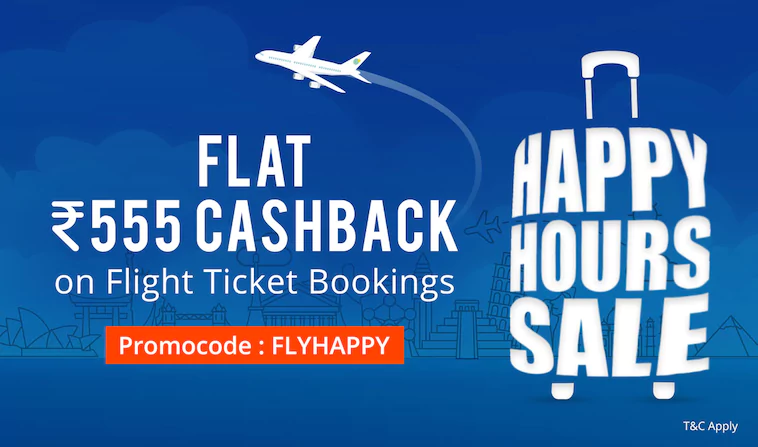 FLAT
₹555 CASHBACK
on Flight Ticket Bookings
Promocode : FLYHAPPY
HAPPY
HOURS
SALE
T&C Apply